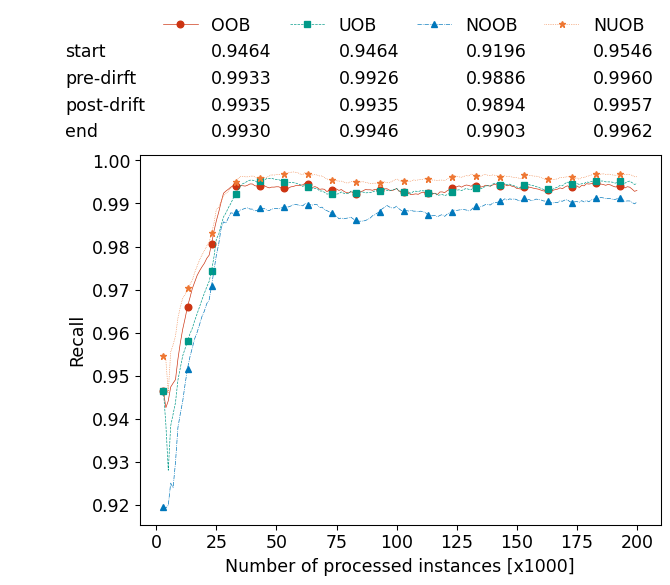 OOB UOB NOOB NUOB
start 0.9464 0.9464 0.9196 0.9546
pre-dirft 0.9933 0.9926 0.9886 0.9960
post-drift 0.9935 0.9935 0.9894 0.9957
end 0.9930 0.9946 0.9903 0.9962
1.00
0.99
0.98
0.97
0.96
0.95
0.94
0.93
0.92
Recall
0 25 50 75 100 125 150 175 200
Number of processed instances [x1000]